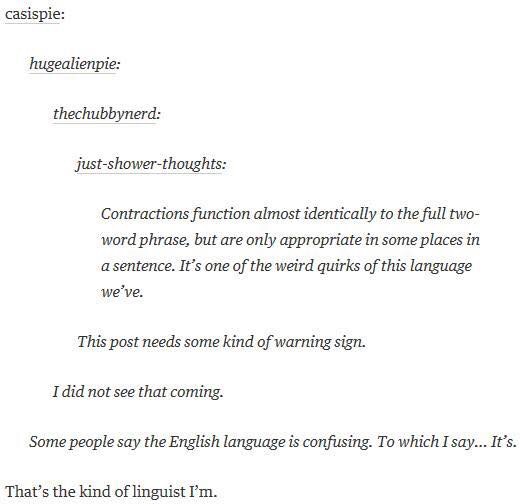 casispie:
hugealienpie:
thechubbynerd:
just-shower-thoughts:
Contractions function almost identically to the full two-
word phrase, but are only appropriate in some places in
a sentence. It’s one of the weird quirks of this language
we’ve.
This post needs some kind of warning sign.
I did not see that coming.
Some people say the English language is confusing. To which I say… It’s.
That’s the kind of linguist I’m.